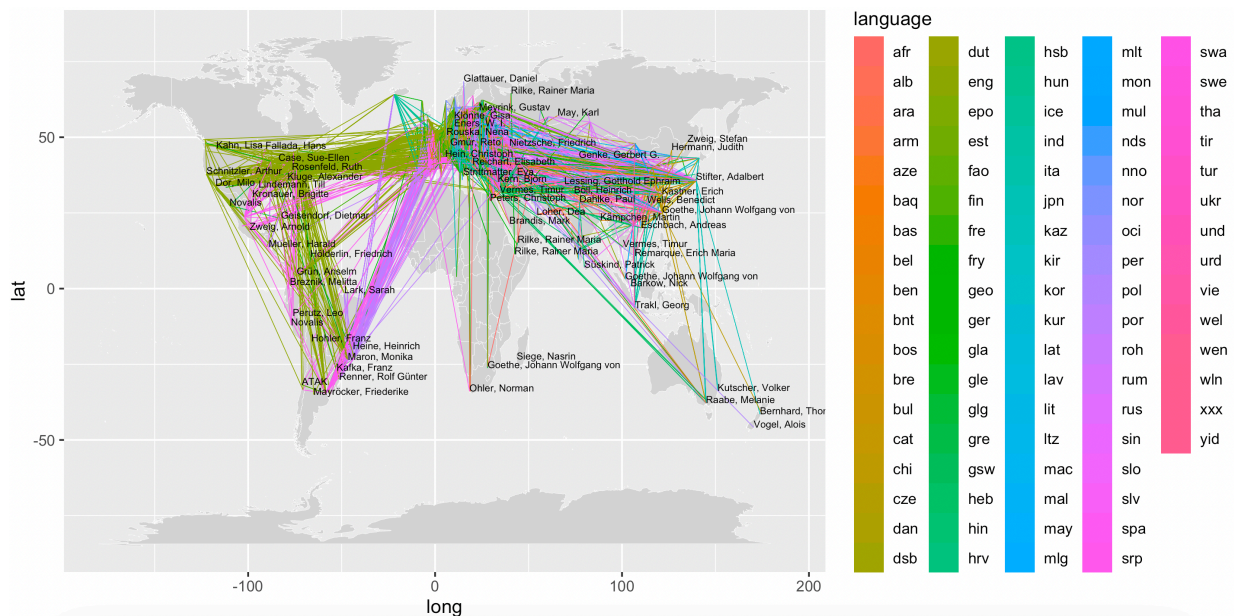 language
afr
alb
ara
arm
aze
baq
bas
bel
ben
bnt
bos
bre
bul
cat
chi
cze
dan
dsb
dut
eng
epo
est
fao
fin
fre
fry
geo
ger
gla
gle
glg
gre
gsw
heb
hin
hrv
hsb
hun
ice
ind
ita
jpn
kaz
kir
kor
kur
lat
lav
lit
ltz
mac
mal
may
mlg
mlt
mon
mul
nds
nno
nor
oci
per
pol
por
roh
rum
rus
sin
slo
slv
spa
srp
swa
swe
tha
tir
tur
ukr
und
urd
vie
wel
wen
wln
xxx
yid
Glattauer, Daniel
Rilke, Rainer Maria
Meyrink, Gustav
May, Karl
Klönne, Gisa
Eners, W. I.
Rouska, Nena
Gmür, Reto
Nietzsche, Friedrich
Zweig, Stefan
Hermann, Judith
Kahn, Lisa Fallada, Hans
Hein, Christoph
Genke, Gerbert G.
Case, Sue-Ellen
Reichart, Elisabeth
Rosenfeld, Ruth
Schnitzler, Arthur
Strittmatter, Eva
Kluge, Alexander
Kern, Björn
Stifter, Adalbert
Dor, Milo
Lindemann, Till
Lessing, Gotthold Ephraim
Kronauer, Brigitte
Vermes, Timur
Böll, Heinrich
Kästner, Erich
Novalis
Peters, Christoph
Dahlke, Paul
Wells, Benedict
Geisendorf, Dietmar
Loher, Dea
Goethe, Johann Wolfgang von
Brandis, Mark
Kämpchen, Martin
Zweig, Arnold
Eschbach, Andreas
Mueller, Harald
Rilke, Rainer Maria
Vermes, Timur
Hölderlin, Friedrich
Rilke, Rainer Maria
Remarque, Erich Maria
Grün, Anselm
Süskind, Patrick
Breznik, Melitta
Goethe, Johann Wolfgang von
Lark, Sarah
Barkow, Nick
Perutz, Leo
Trakl, Georg
Novalis
Hohler, Franz
Heine, Heinrich
Maron, Monika
Siege, Nasrin
Kafka, Franz
Goethe, Johann Wolfgang von
Renner, Rolf Günter
ATAK
Mayröcker, Friederike
Ohler, Norman
Kutscher, Volker
Raabe, Melanie
Bernhard, Thor
Vogel, Alois
50
0
-50
lat
-100
0
100
200
long